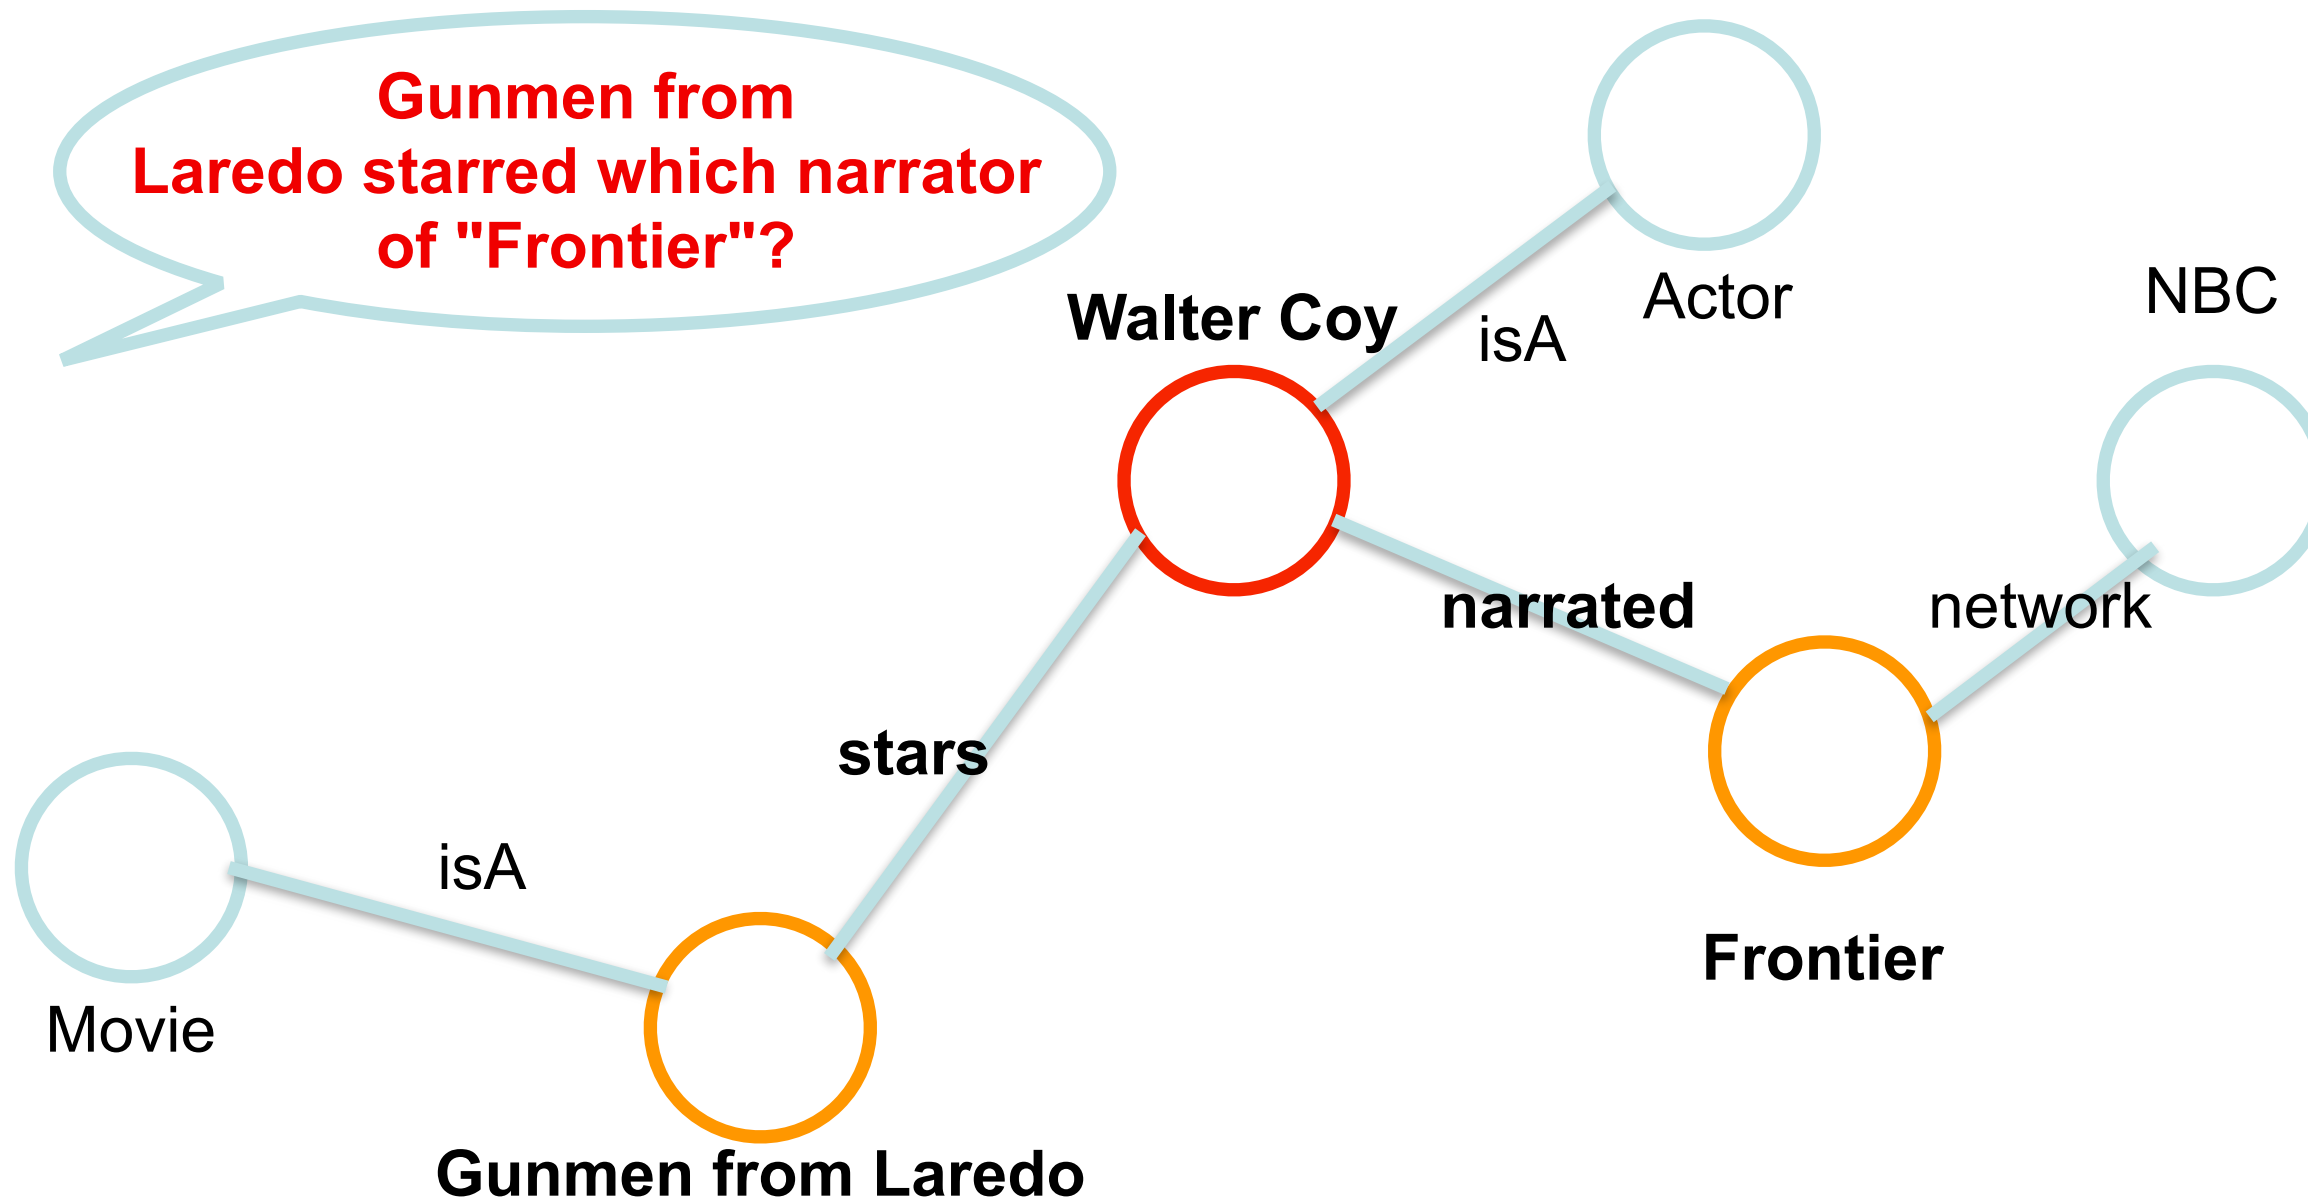 Gunmen from
Laredo starred which narrator
of "Frontier"?
Actor
NBC
Walter Coy
isA
narrated
network
stars
isA
Frontier
Movie
Gunmen from Laredo